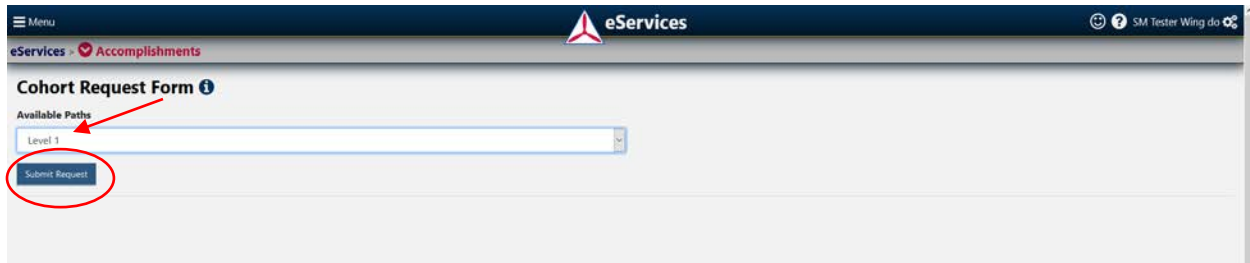 Menu
eServices
SM Tester Wing do
eServices > Accomplishments
Cohort Request Form
Available Paths
Level 1
Submit Request